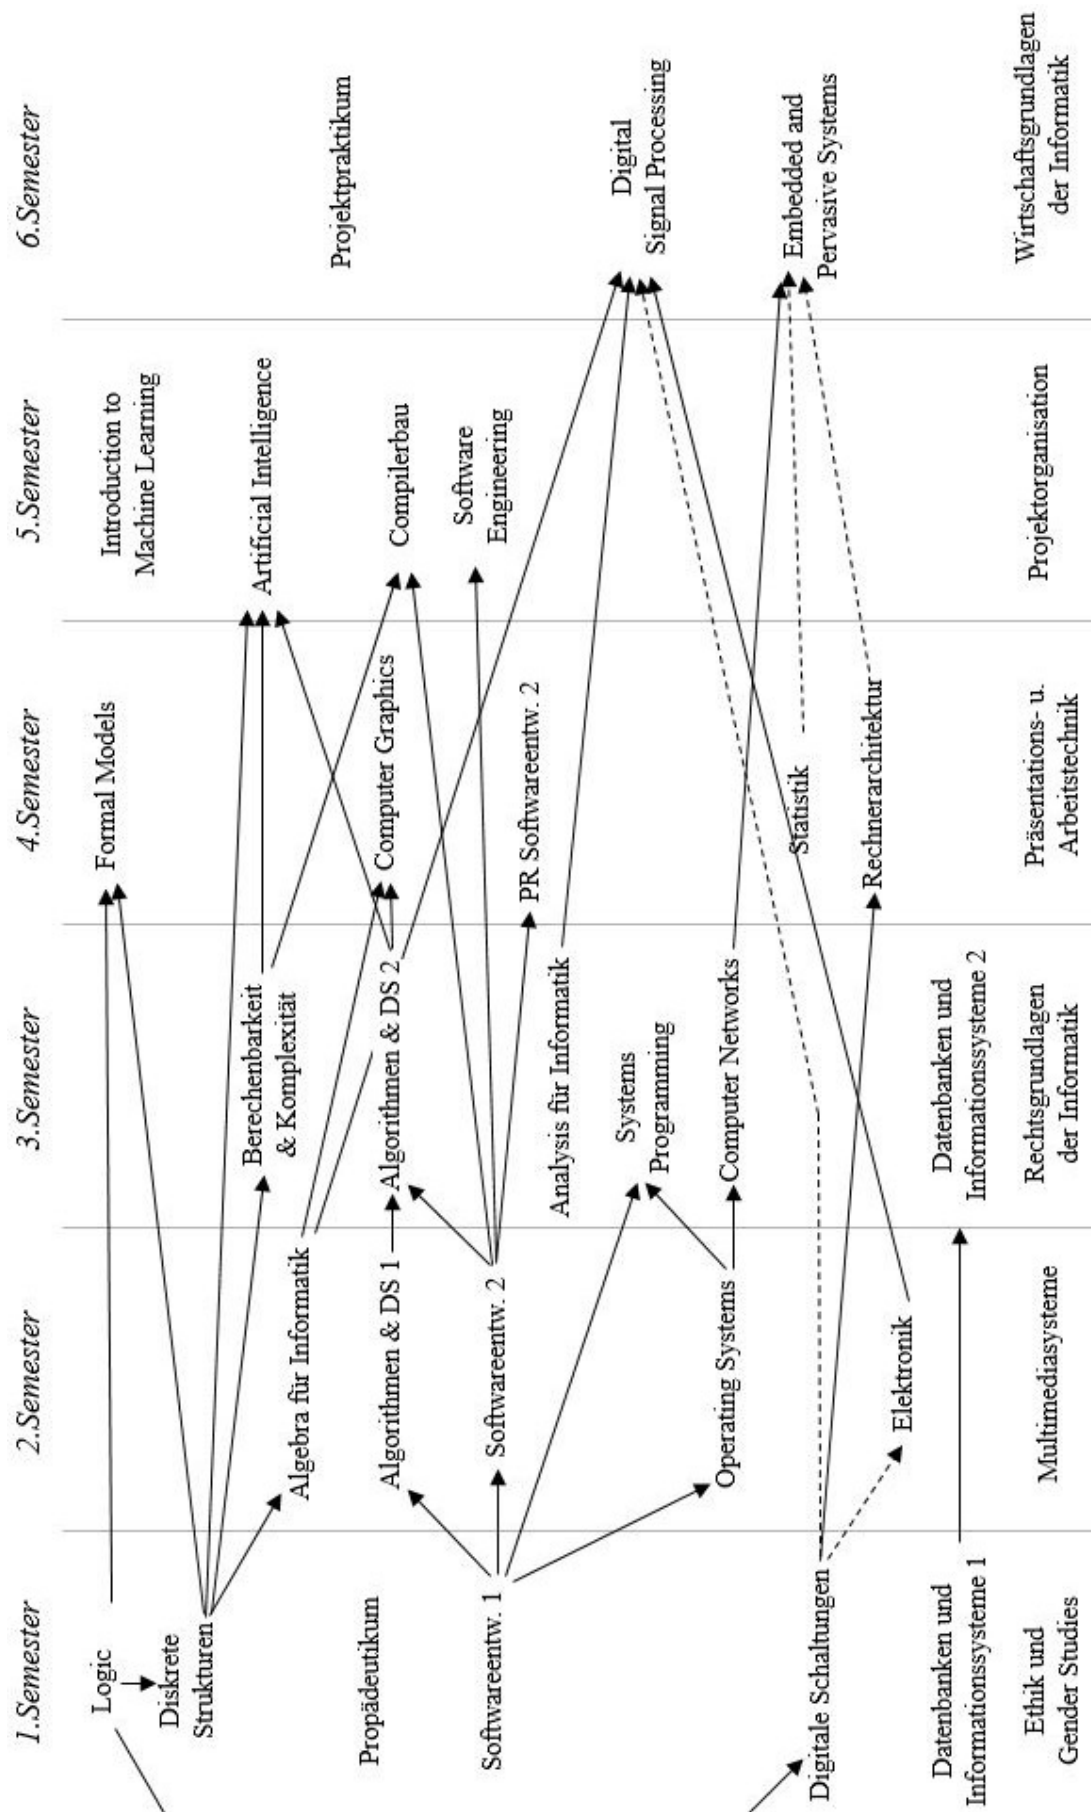 1.Semester
2.Semester
3.Semester
4.Semester
5.Semester
6.Semester
Logic
Diskrete
Strukturen
Propädeutikum
Softwareentw. 1
Digitale Schaltungen
Datenbanken und
Informationssysteme 1
Ethik und
Gender Studies
Algebra für Informatik
Algorithmen & DS 1
Softwareentw. 2
Operating Systems
Elektronik
Multimediasysteme
Berechenbarkeit
& Komplexität
Algorithmen & DS 2
Analysis für Informatik
Systems
Programming
Computer Networks
Datenbanken und
Informationssysteme 2
Rechtsgrundlagen
der Informatik
Formal Models
Computer Graphics
PR Softwareentw. 2
Statistik
Rechnerarchitektur
Präsentations- u.
Arbeitstechnik
Introduction to
Machine Learning
Artificial Intelligence
Compilerbau
Software
Engineering
Projektorganisation
Projektpraktikum
Digital
Signal Processing
Embedded and
Pervasive Systems
Wirtschaftsgrundlagen
der Informatik